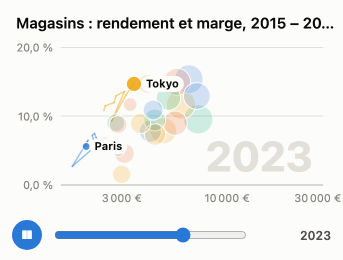 Magasins : rendement et marge, 2015 – 20...
20,0 %
Tokyo
10,0 %
Paris
2023
0,0 %
3 000 € 10 000 € 30 000 €
2023